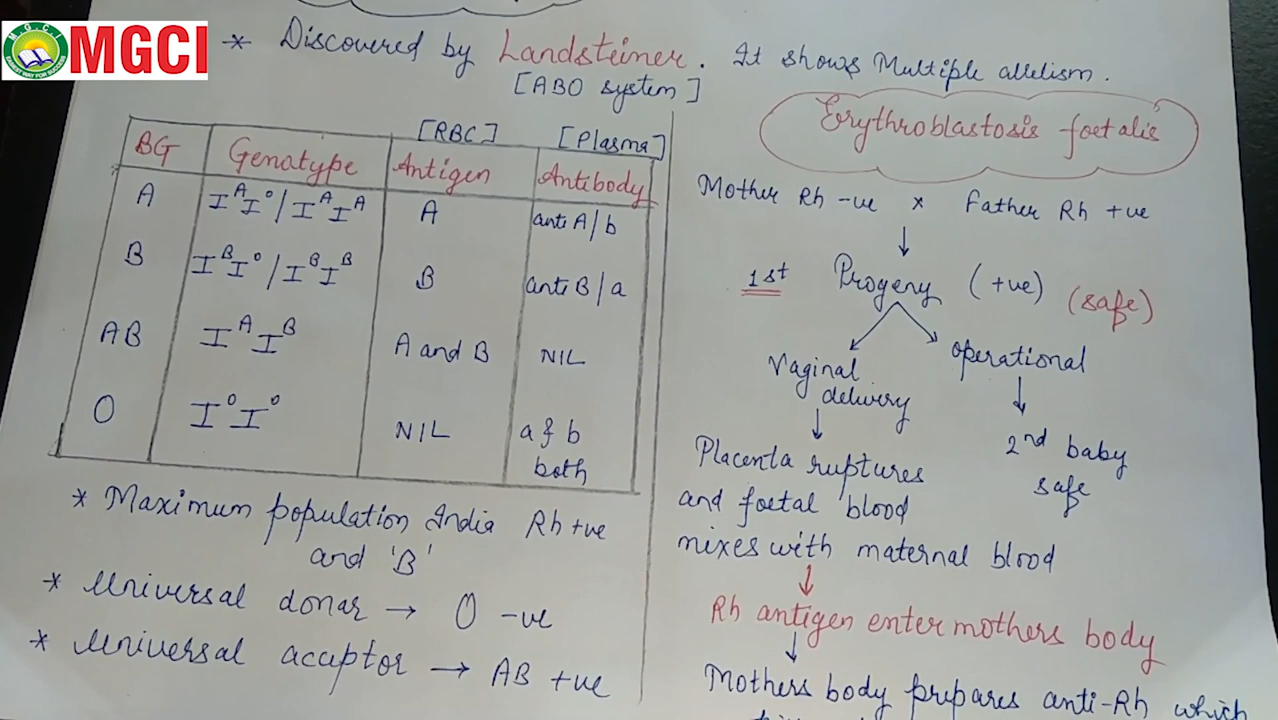 M.G.C.I
MGCI
* Discovered by Landsteiner. It shows Multiple allelism.
[ABO system]
[RBC] [Plasma]
BG Genotype Antigen Antibody
A I^A I^o / I^A I^A A anti A/b
B I^B I^o / I^B I^B B anti B/a
AB I^A I^B A and B NIL
O I^o I^o NIL a & b
both
* Maximum population India Rh +ve
and 'B'
* Universal donar → O -ve
* Universal acaptor → AB +ve
Erythroblastosis foetalis
Mother Rh -ve x Father Rh +ve
↓
1st Progeny (+ve) (safe)
Vaginal
delivery
operational
↓
2nd baby
safe
↓
Placenta ruptures
and foetal blood
mixes with maternal blood
↓
Rh antigen enter mothers body
↓
Mothers body prepares anti-Rh which